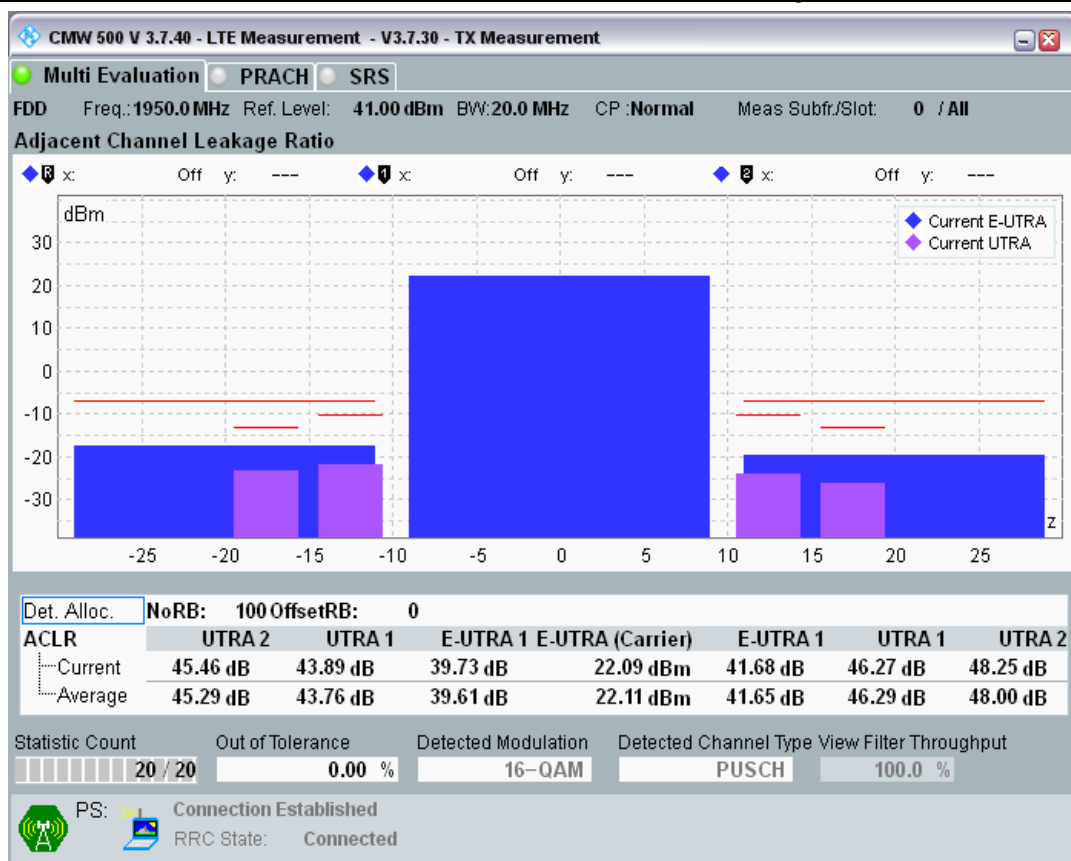 CMW 500 V 3.7.40 - LTE Measurement - V3.7.30 - TX Measurement
Multi Evaluation PRACH SRS
FDD Freq.: 1950.0 MHz Ref. Level: 41.00 dBm BW: 20.0 MHz CP : Normal Meas Subfr./Slot: 0 / All
Adjacent Channel Leakage Ratio
R x: Off y: --- 1 x: Off y: --- 2 x: Off y: ---
dBm
Current E-UTRA
Current UTRA
30
20
10
0
-10
-20
-30
z
-25 -20 -15 -10 -5 0 5 10 15 20 25
Det. Alloc. NoRB: 100 OffsetRB: 0
ACLR UTRA 2 UTRA 1 E-UTRA 1 E-UTRA (Carrier) E-UTRA 1 UTRA 1 UTRA 2
Current 45.46 dB 43.89 dB 39.73 dB 22.09 dBm 41.68 dB 46.27 dB 48.25 dB
Average 45.29 dB 43.76 dB 39.61 dB 22.11 dBm 41.65 dB 46.29 dB 48.00 dB
Statistic Count Out of Tolerance Detected Modulation Detected Channel Type View Filter Throughput
20 / 20 0.00 % 16-QAM PUSCH 100.0 %
PS: Connection Established
RRC State: Connected